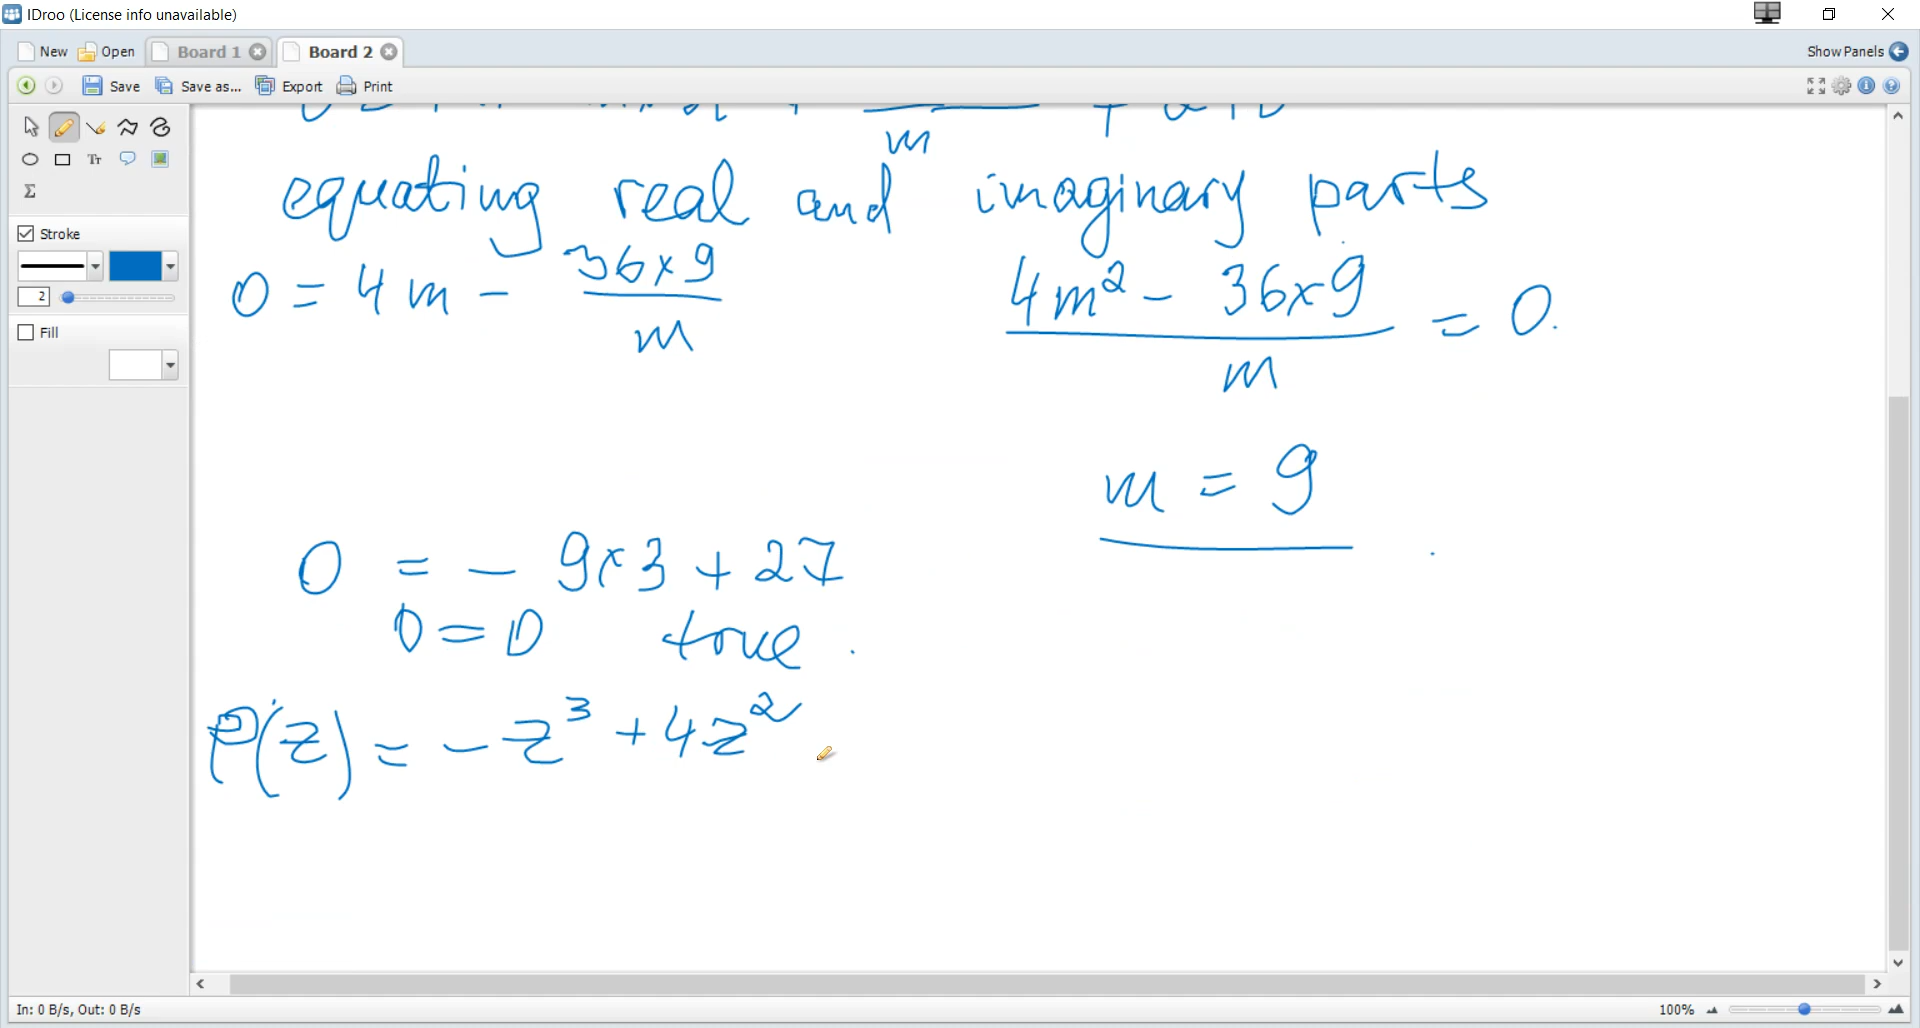 IDroo (License info unavailable)
New Open Board 1 Board 2 Show Panels
Save Save as... Export Print
m
equating real and imaginary parts
Stroke
0 = 4m - 36×9 / m
4m² - 36×9 / m = 0.
2
Fill
m = 9
0 = - 9×3 + 27
0 = 0 true .
P(z) = - z³ + 4z²
In: 0 B/s, Out: 0 B/s 100%